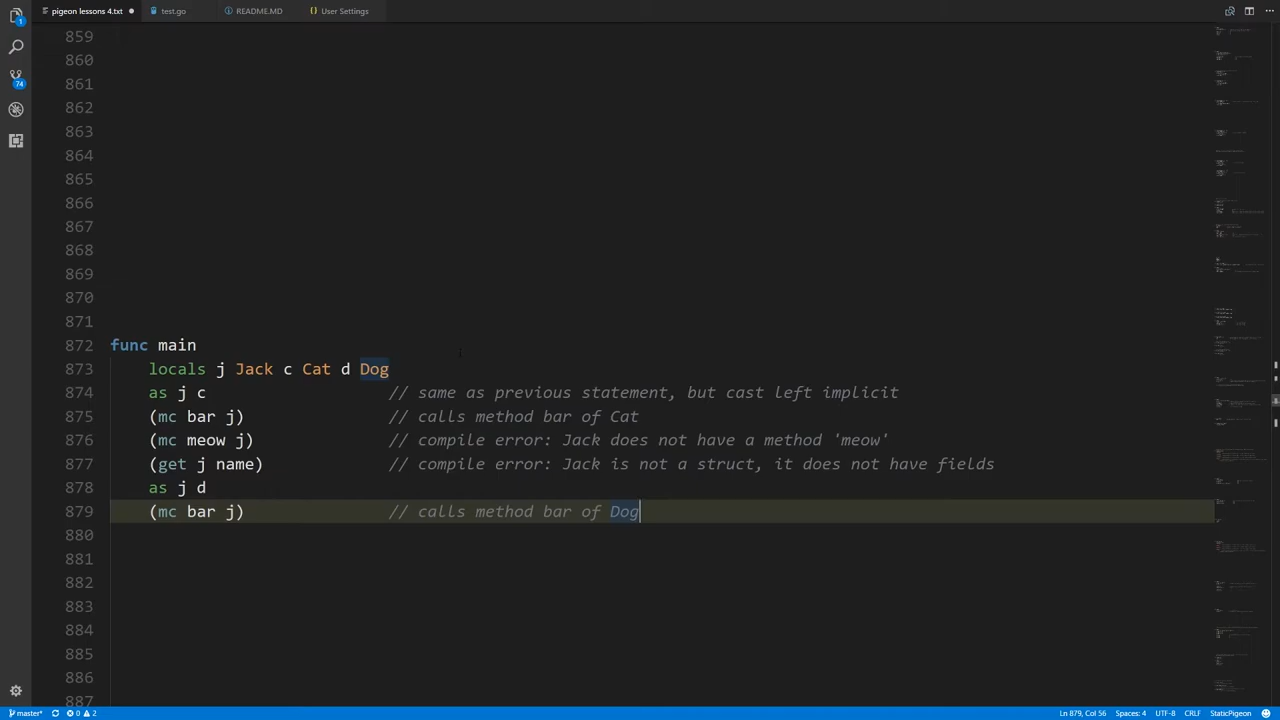 pigeon lessons 4.txt
test.go
README.MD
{} User Settings
1
74
859
860
861
862
863
864
865
866
867
868
869
870
871
872 func main
873 locals j Jack c Cat d Dog
874 as j c // same as previous statement, but cast left implicit
875 (mc bar j) // calls method bar of Cat
876 (mc meow j) // compile error: Jack does not have a method 'meow'
877 (get j name) // compile error: Jack is not a struct, it does not have fields
878 as j d
879 (mc bar j) // calls method bar of Dog
880
881
882
883
884
885
886
887
master* 0 2 Ln 879, Col 56 Spaces: 4 UTF-8 CRLF StaticPigeon